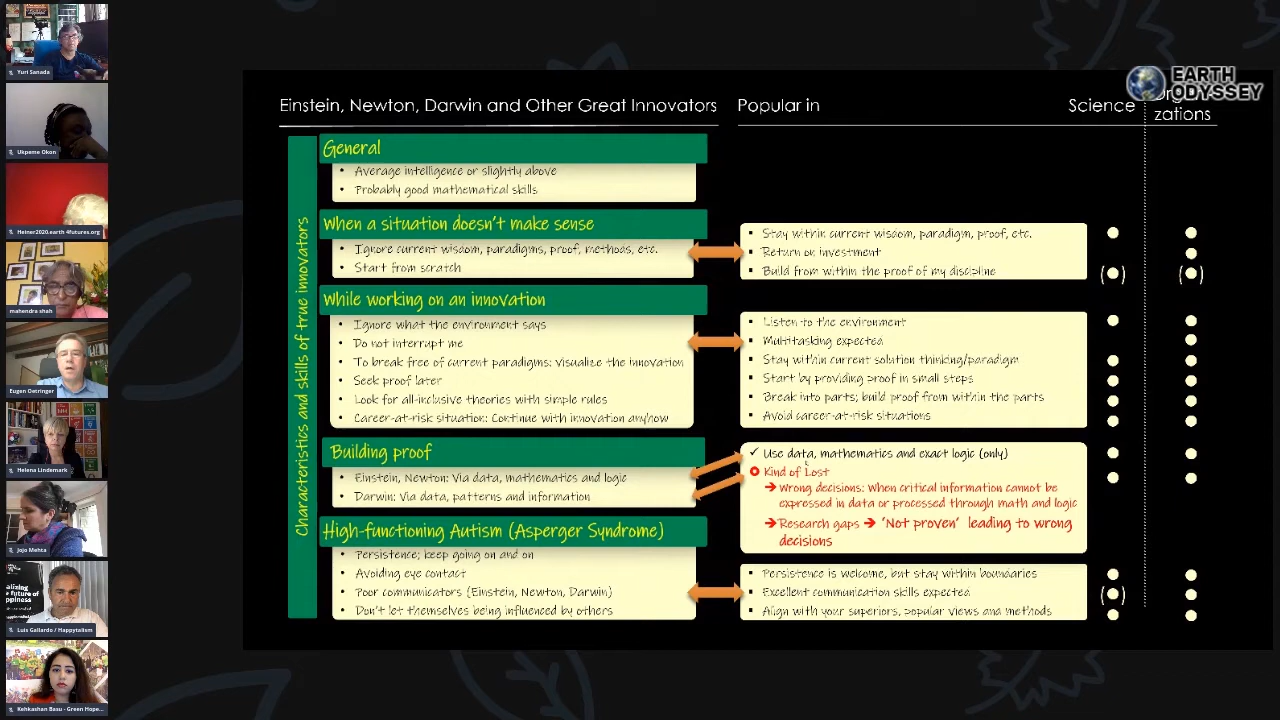 Yuri Sanada
Ukpeme Okon
Heiner2020.earth 4futures.org
mahendra shah
Eugen Oetringer
Helena Lindemark
Jojo Mehta
Luis Gallardo / Happytalism
Kehkashan Basu - Green Hope...
EARTH
ODYSSEY
Einstein, Newton, Darwin and Other Great Innovators
Popular in
Science
zations
Characteristics and skills of true innovators
General
• Average intelligence or slightly above
• Probably good mathematical skills
When a situation doesn't make sense
• Ignore current wisdom, paradigms, proof, methods, etc.
• Start from scratch
▪ Stay within current wisdom, paradigm, proof, etc.
▪ Return on investment
▪ Build from within the proof of my discipline
While working on an innovation
• Ignore what the environment says
• Do not interrupt me
• To break free of current paradigms: Visualize the innovation
• Seek proof later
• Look for all-inclusive theories with simple rules
• Career-at-risk situation: Continue with innovation anyhow
▪ Listen to the environment
▪ Multitasking expected
▪ Stay within current solution thinking/paradigm
▪ Start by providing proof in small steps
▪ Break into parts; build proof from within the parts
▪ Avoid career-at-risk situations
Building proof
• Einstein, Newton: Via data, mathematics and logic
• Darwin: Via data, patterns and information
✓ Use data, mathematics and exact logic (only)
Kind of Lost
➔ Wrong decisions: When critical information cannot be
expressed in data or processed through math and logic
➔ Research gaps ➔ 'Not proven' leading to wrong
decisions
High-functioning Autism (Asperger Syndrome)
• Persistence; keep going on and on
• Avoiding eye contact
• Poor communicators (Einstein, Newton, Darwin)
• Don't let themselves being influenced by others
▪ Persistence is welcome, but stay within boundaries
▪ Excellent communication skills expected
▪ Align with your superiors, popular views and methods